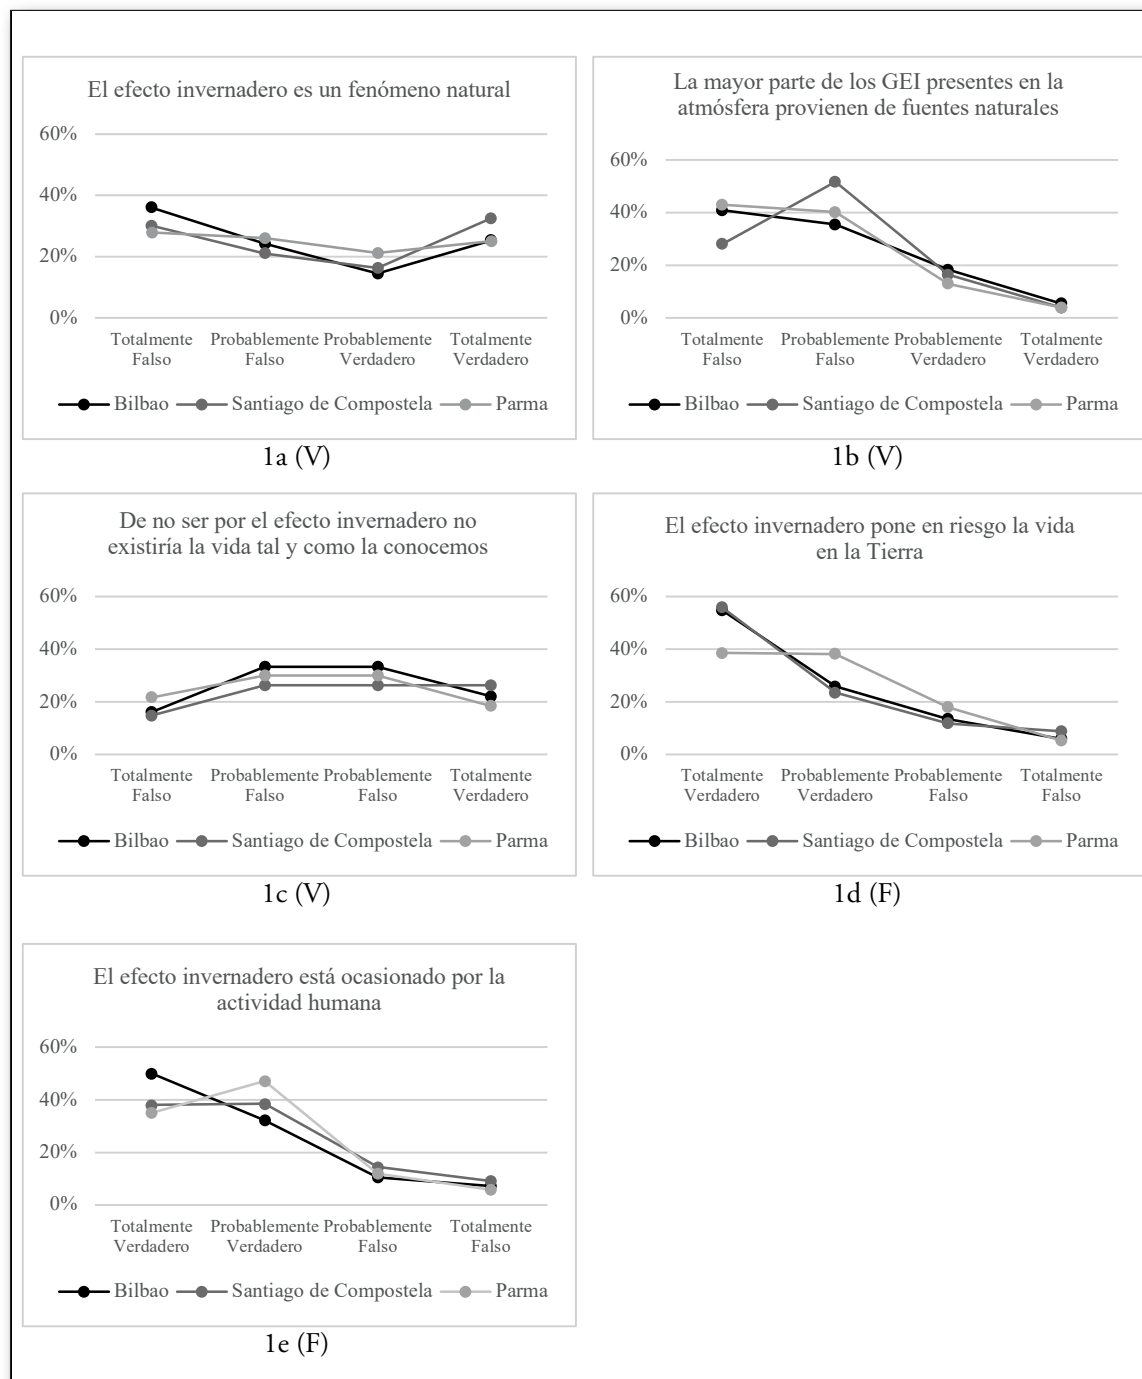 El efecto invernadero es un fenómeno natural
60%
40%
20%
0%
Totalmente Falso
Probablemente Falso
Probablemente Verdadero
Totalmente Verdadero
Bilbao
Santiago de Compostela
Parma
1a (V)
La mayor parte de los GEI presentes en la
atmósfera provienen de fuentes naturales
60%
40%
20%
0%
Totalmente Falso
Probablemente Falso
Probablemente Verdadero
Totalmente Verdadero
Bilbao
Santiago de Compostela
Parma
1b (V)
De no ser por el efecto invernadero no
existiría la vida tal y como la conocemos
60%
40%
20%
0%
Totalmente Falso
Probablemente Falso
Probablemente Falso
Totalmente Verdadero
Bilbao
Santiago de Compostela
Parma
1c (V)
El efecto invernadero pone en riesgo la vida
en la Tierra
60%
40%
20%
0%
Totalmente Verdadero
Probablemente Verdadero
Probablemente Falso
Totalmente Falso
Bilbao
Santiago de Compostela
Parma
1d (F)
El efecto invernadero está ocasionado por la
actividad humana
60%
40%
20%
0%
Totalmente Verdadero
Probablemente Verdadero
Probablemente Falso
Totalmente Falso
Bilbao
Santiago de Compostela
Parma
1e (F)